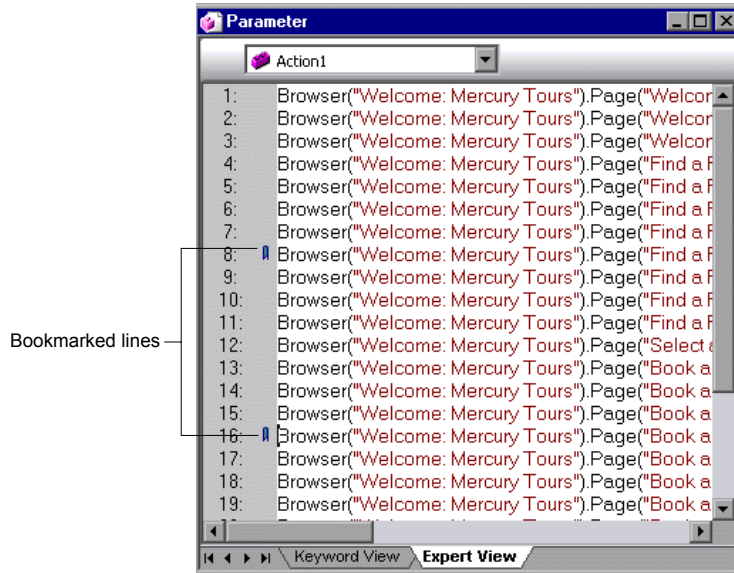 Parameter
Action1
1: Browser("Welcome: Mercury Tours").Page("Welcor
2: Browser("Welcome: Mercury Tours").Page("Welcor
3: Browser("Welcome: Mercury Tours").Page("Welcor
4: Browser("Welcome: Mercury Tours").Page("Find a F
5: Browser("Welcome: Mercury Tours").Page("Find a F
6: Browser("Welcome: Mercury Tours").Page("Find a F
7: Browser("Welcome: Mercury Tours").Page("Find a F
8: Browser("Welcome: Mercury Tours").Page("Find a F
9: Browser("Welcome: Mercury Tours").Page("Find a F
10: Browser("Welcome: Mercury Tours").Page("Find a F
11: Browser("Welcome: Mercury Tours").Page("Find a F
Bookmarked lines
12: Browser("Welcome: Mercury Tours").Page("Select a
13: Browser("Welcome: Mercury Tours").Page("Book a
14: Browser("Welcome: Mercury Tours").Page("Book a
15: Browser("Welcome: Mercury Tours").Page("Book a
16: Browser("Welcome: Mercury Tours").Page("Book a
17: Browser("Welcome: Mercury Tours").Page("Book a
18: Browser("Welcome: Mercury Tours").Page("Book a
19: Browser("Welcome: Mercury Tours").Page("Book a
Keyword View Expert View